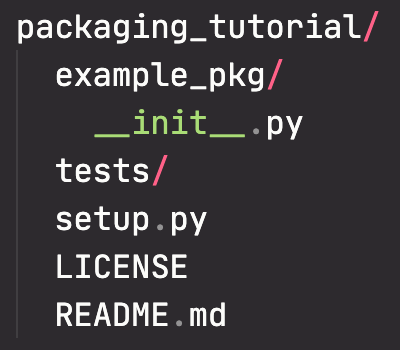 packaging_tutorial/
  example_pkg/
    __init__.py
  tests/
  setup.py
  LICENSE
  README.md